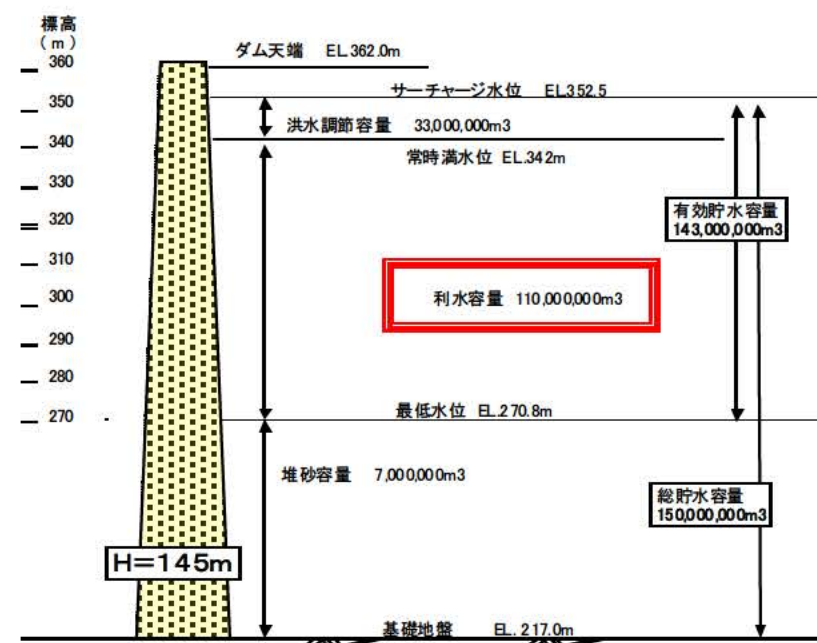 標高
(m)
360
350
340
330
320
310
300
290
280
270
ダム天端 EL.362.0m
サーチャージ水位 EL352.5
洪水調節容量 33,000,000m3
常時満水位 EL.342m
有効貯水容量
143,000,000m3
利水容量 110,000,000m3
最低水位 EL.270.8m
堆砂容量 7,000,000m3
総貯水容量
150,000,000m3
H=145m
基礎地盤 EL. 217.0m